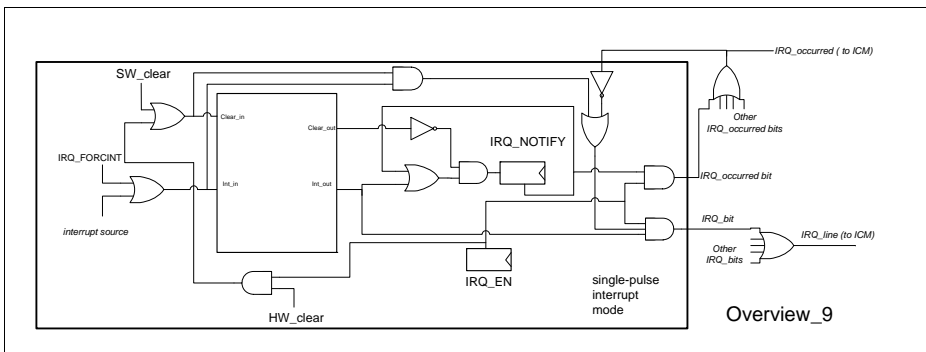 IRQ_occurred ( to ICM)
SW_clear
Clear_in
Clear_out
IRQ_NOTIFY
Other
IRQ_occurred bits
IRQ_FORCINT
Int_in
Int_out
IRQ_occurred bit
interrupt source
IRQ_bit
IRQ_line (to ICM)
Other
IRQ_bits
IRQ_EN
HW_clear
single-pulse
interrupt
mode
Overview_9